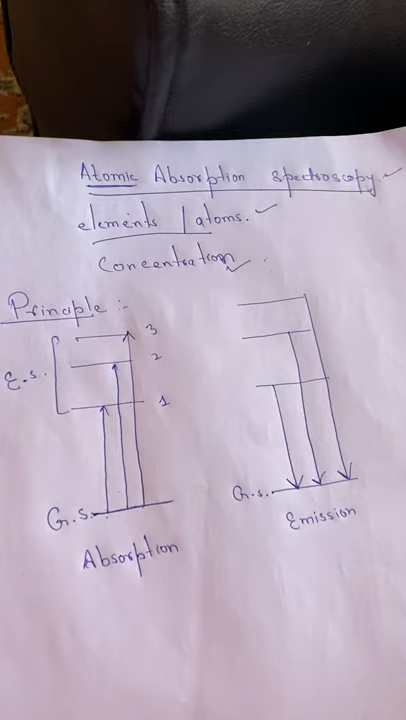 Atomic Absorption spectroscopy
elements / atoms.
Concentration
Principle :-
3
2
E.s.
1
G.s.
Absorption
G.s.
Emission